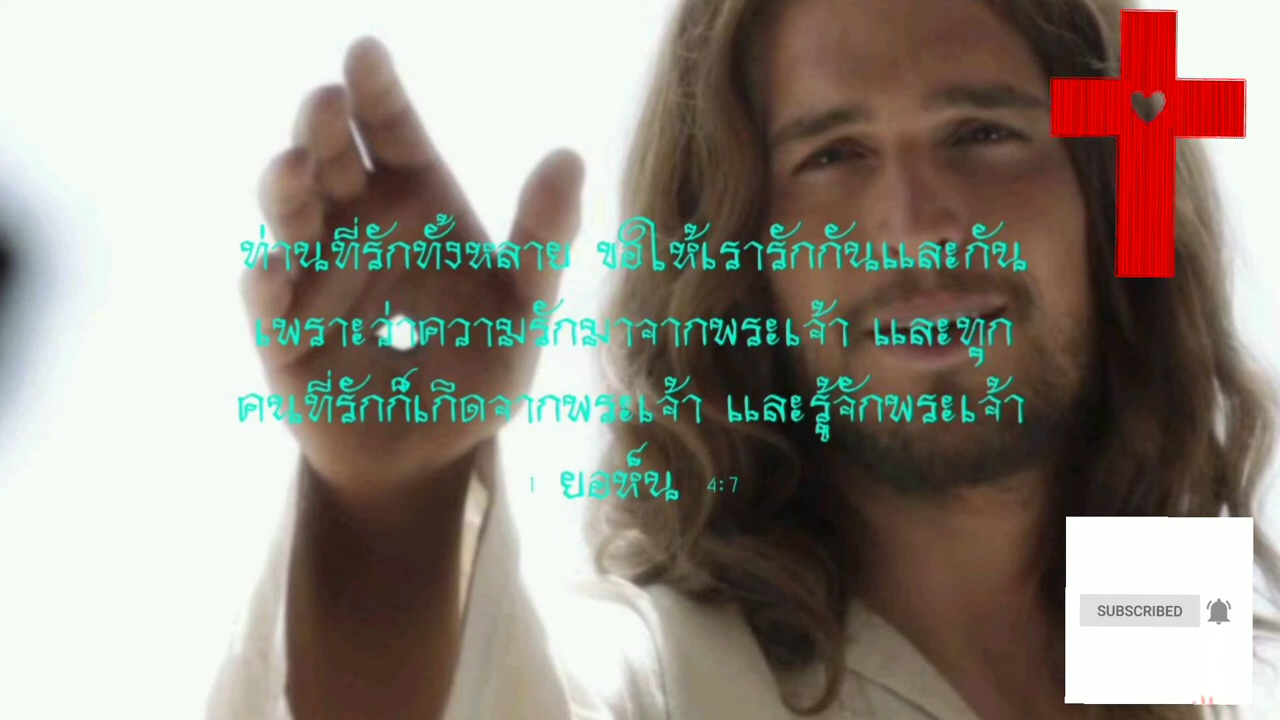 ท่านที่รักทั้งหลาย ขอให้เรารักกันและกัน
เพราะว่าความรักมาจากพระเจ้า และทุก
คนที่รักก็เกิดจากพระเจ้า และรู้จักพระเจ้า
1 ยอห์น 4:7
SUBSCRIBED